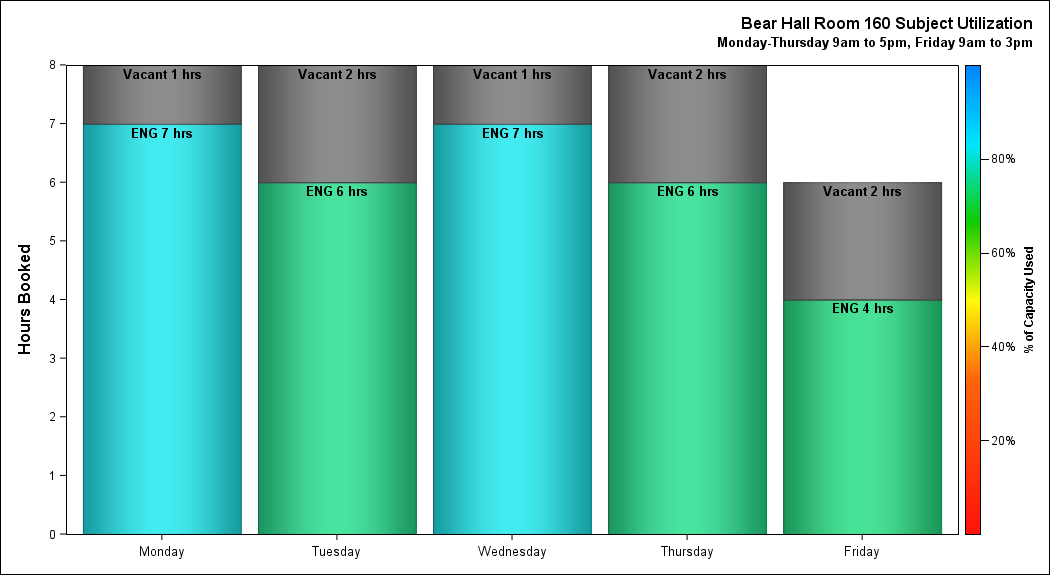 Bear Hall Room 160 Subject Utilization
Monday-Thursday 9am to 5pm, Friday 9am to 3pm
Hours Booked
8
7
6
5
4
3
2
1
0
Vacant 1 hrs
ENG 7 hrs
Vacant 2 hrs
ENG 6 hrs
Vacant 1 hrs
ENG 7 hrs
Vacant 2 hrs
ENG 6 hrs
Vacant 2 hrs
ENG 4 hrs
Monday
Tuesday
Wednesday
Thursday
Friday
80%
60%
40%
20%
% of Capacity Used